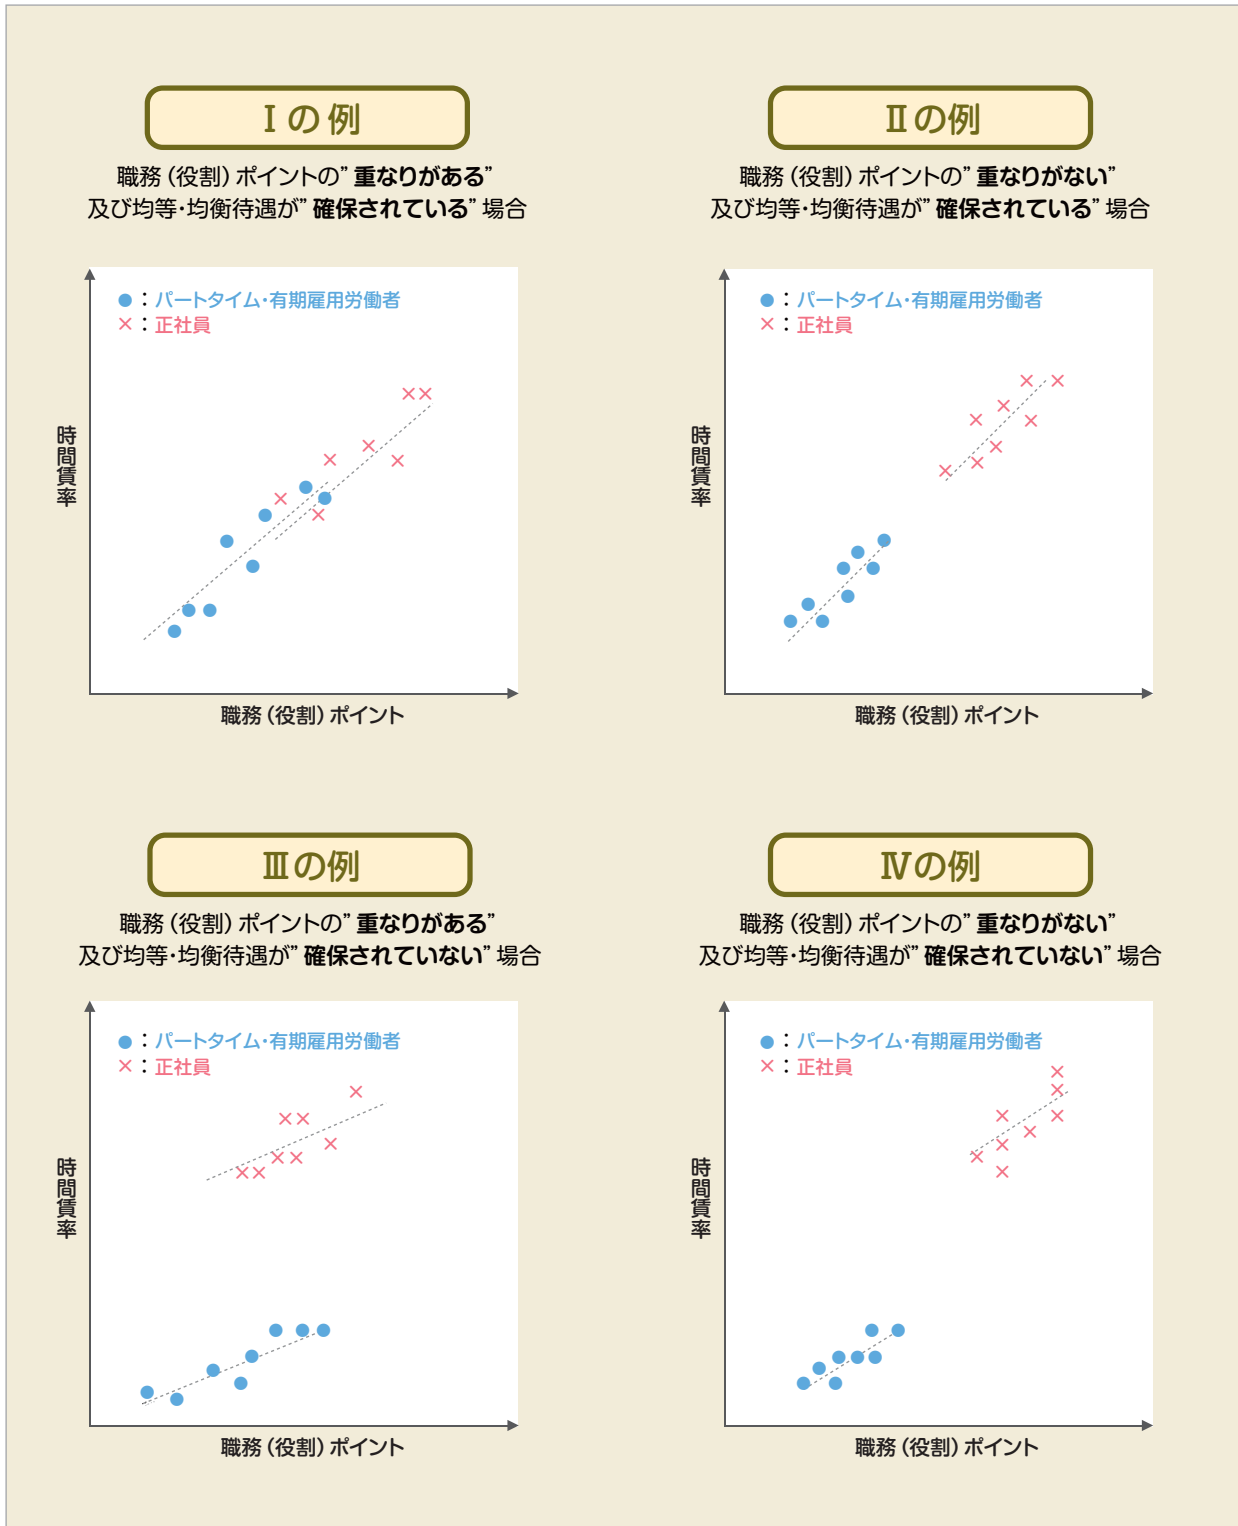 Ⅰの例
職務（役割）ポイントの”重なりがある”
及び均等・均衡待遇が”確保されている”場合
●：パートタイム・有期雇用労働者
×：正社員
時間賃率
職務（役割）ポイント
Ⅱの例
職務（役割）ポイントの”重なりがない”
及び均等・均衡待遇が”確保されている”場合
●：パートタイム・有期雇用労働者
×：正社員
時間賃率
職務（役割）ポイント
Ⅲの例
職務（役割）ポイントの”重なりがある”
及び均等・均衡待遇が”確保されていない”場合
●：パートタイム・有期雇用労働者
×：正社員
時間賃率
職務（役割）ポイント
Ⅳの例
職務（役割）ポイントの”重なりがない”
及び均等・均衡待遇が”確保されていない”場合
●：パートタイム・有期雇用労働者
×：正社員
時間賃率
職務（役割）ポイント